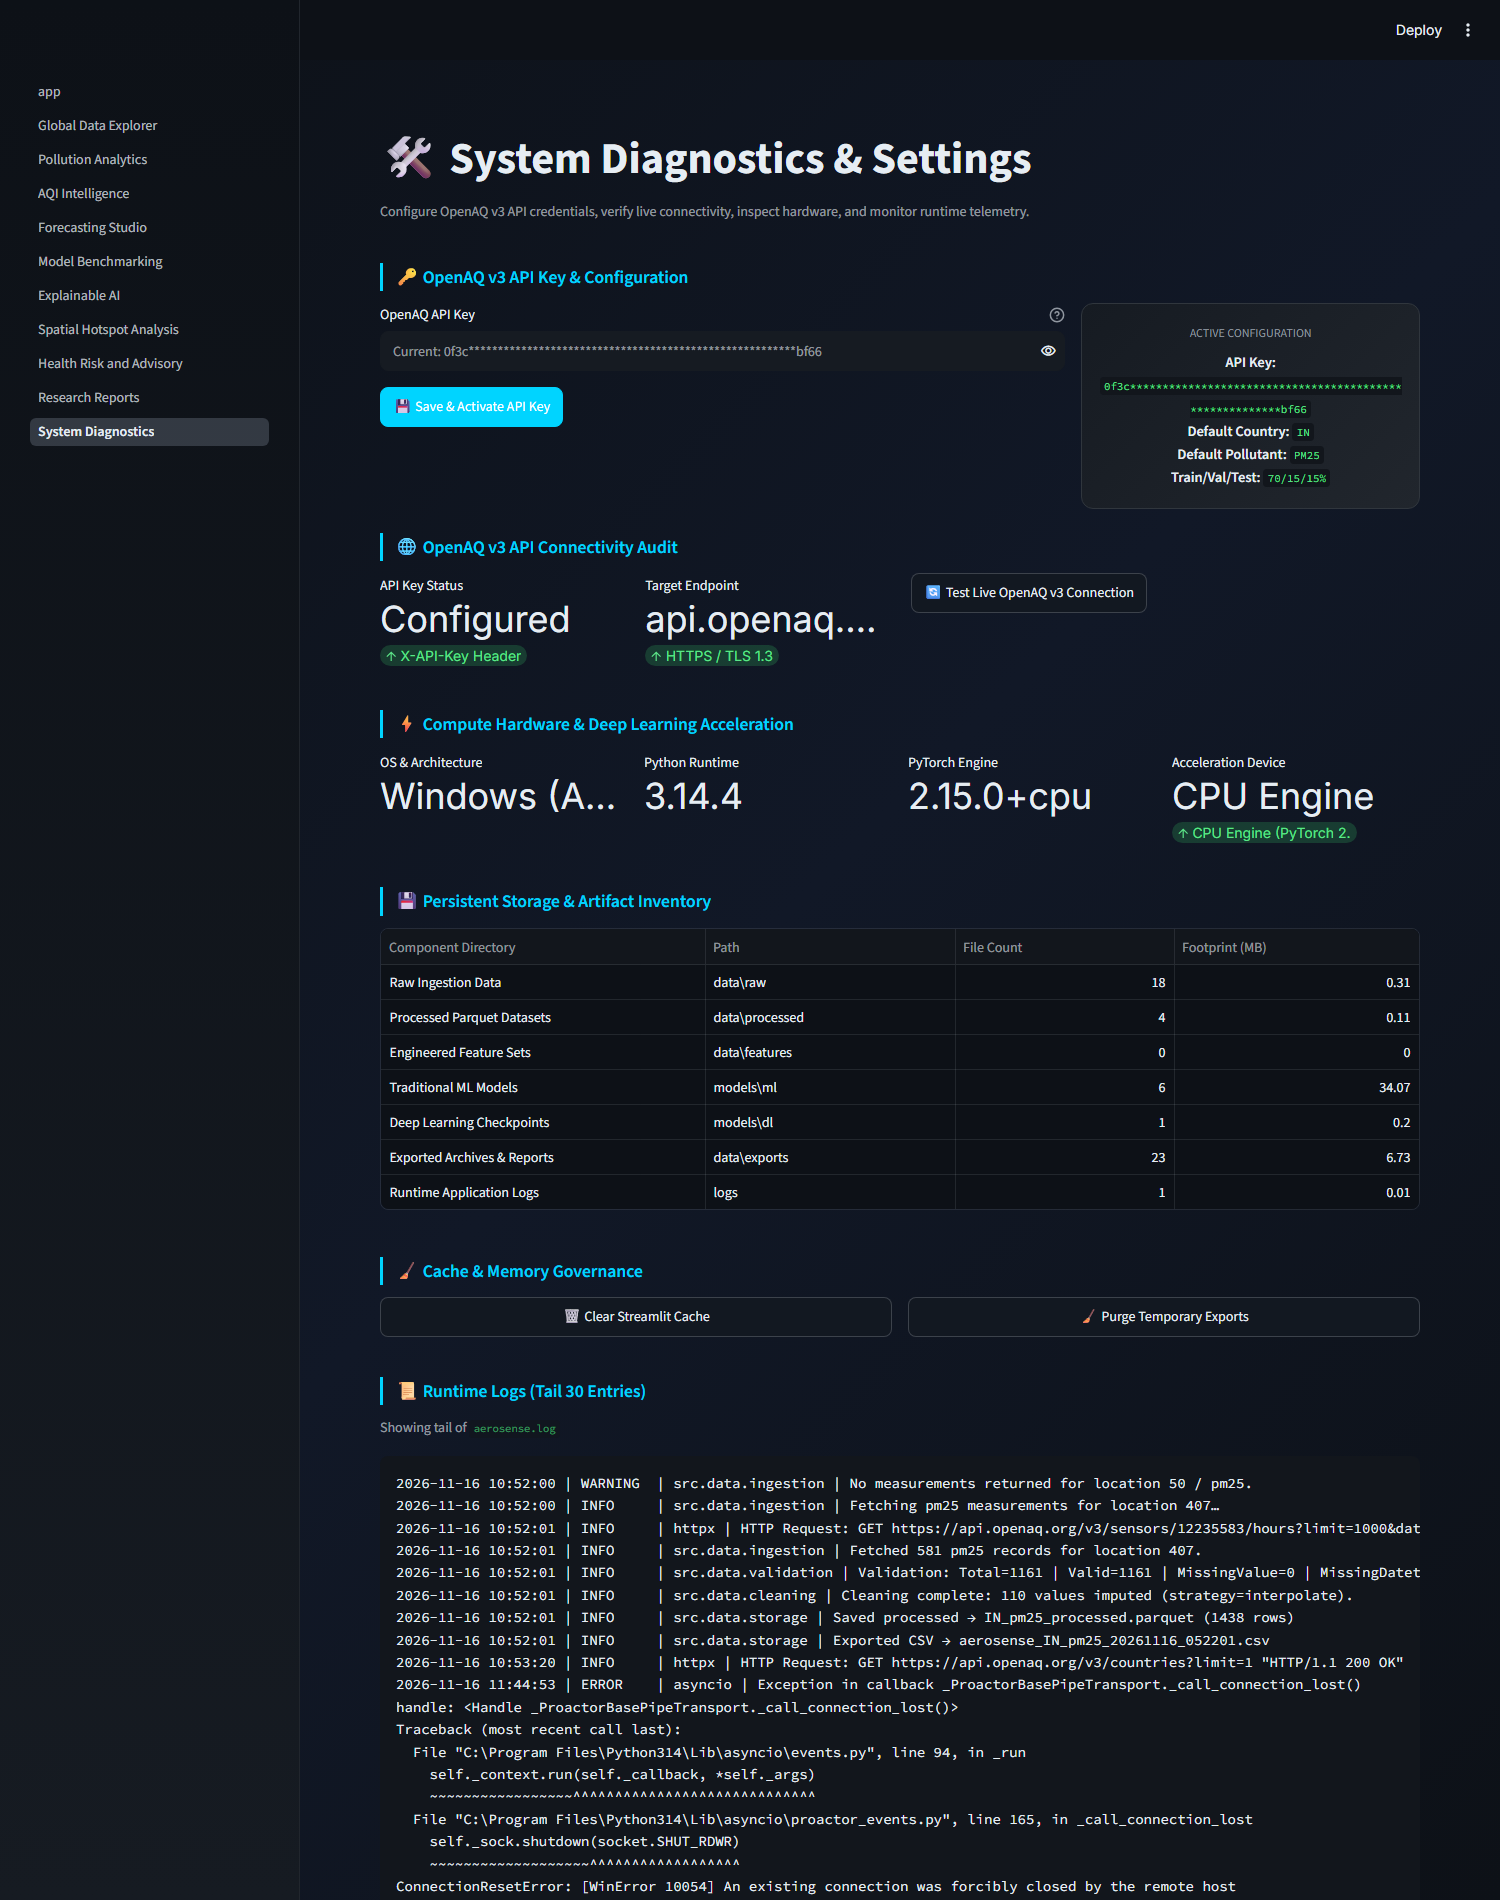 Deploy
app
Global Data Explorer
Pollution Analytics
AQI Intelligence
Forecasting Studio
Model Benchmarking
Explainable AI
Spatial Hotspot Analysis
Health Risk and Advisory
Research Reports
System Diagnostics
System Diagnostics & Settings
Configure OpenAQ v3 API credentials, verify live connectivity, inspect hardware, and monitor runtime telemetry.
OpenAQ v3 API Key & Configuration
OpenAQ API Key
Current: 0f3c********************************************************bf66
Save & Activate API Key
ACTIVE CONFIGURATION
API Key:
0f3c******************************************
**************bf66
Default Country: IN
Default Pollutant: PM25
Train/Val/Test: 70/15/15%
OpenAQ v3 API Connectivity Audit
API Key Status
Configured
↑ X-API-Key Header
Target Endpoint
api.openaq....
↑ HTTPS / TLS 1.3
Test Live OpenAQ v3 Connection
Compute Hardware & Deep Learning Acceleration
OS & Architecture
Windows (A...
Python Runtime
3.14.4
PyTorch Engine
2.15.0+cpu
Acceleration Device
CPU Engine
↑ CPU Engine (PyTorch 2.
Persistent Storage & Artifact Inventory
Component Directory Path File Count Footprint (MB)
Raw Ingestion Data data\raw 18 0.31
Processed Parquet Datasets data\processed 4 0.11
Engineered Feature Sets data\features 0 0
Traditional ML Models models\ml 6 34.07
Deep Learning Checkpoints models\dl 1 0.2
Exported Archives & Reports data\exports 23 6.73
Runtime Application Logs logs 1 0.01
Cache & Memory Governance
Clear Streamlit Cache
Purge Temporary Exports
Runtime Logs (Tail 30 Entries)
Showing tail of aerosense.log
2026-11-16 10:52:00 | WARNING  | src.data.ingestion | No measurements returned for location 50 / pm25.
2026-11-16 10:52:00 | INFO     | src.data.ingestion | Fetching pm25 measurements for location 407…
2026-11-16 10:52:01 | INFO     | httpx | HTTP Request: GET https://api.openaq.org/v3/sensors/12235583/hours?limit=1000&dat
2026-11-16 10:52:01 | INFO     | src.data.ingestion | Fetched 581 pm25 records for location 407.
2026-11-16 10:52:01 | INFO     | src.data.validation | Validation: Total=1161 | Valid=1161 | MissingValue=0 | MissingDatet
2026-11-16 10:52:01 | INFO     | src.data.cleaning | Cleaning complete: 110 values imputed (strategy=interpolate).
2026-11-16 10:52:01 | INFO     | src.data.storage | Saved processed → IN_pm25_processed.parquet (1438 rows)
2026-11-16 10:52:01 | INFO     | src.data.storage | Exported CSV → aerosense_IN_pm25_20261116_052201.csv
2026-11-16 10:53:20 | INFO     | httpx | HTTP Request: GET https://api.openaq.org/v3/countries?limit=1 "HTTP/1.1 200 OK"
2026-11-16 11:44:53 | ERROR    | asyncio | Exception in callback _ProactorBasePipeTransport._call_connection_lost()
handle: <Handle _ProactorBasePipeTransport._call_connection_lost()>
Traceback (most recent call last):
  File "C:\Program Files\Python314\Lib\asyncio\events.py", line 94, in _run
    self._context.run(self._callback, *self._args)
    ~~~~~~~~~~~~~~~~~^^^^^^^^^^^^^^^^^^^^^^^^^^^^^
  File "C:\Program Files\Python314\Lib\asyncio\proactor_events.py", line 165, in _call_connection_lost
    self._sock.shutdown(socket.SHUT_RDWR)
    ~~~~~~~~~~~~~~~~~~~^^^^^^^^^^^^^^^^^^
ConnectionResetError: [WinError 10054] An existing connection was forcibly closed by the remote host